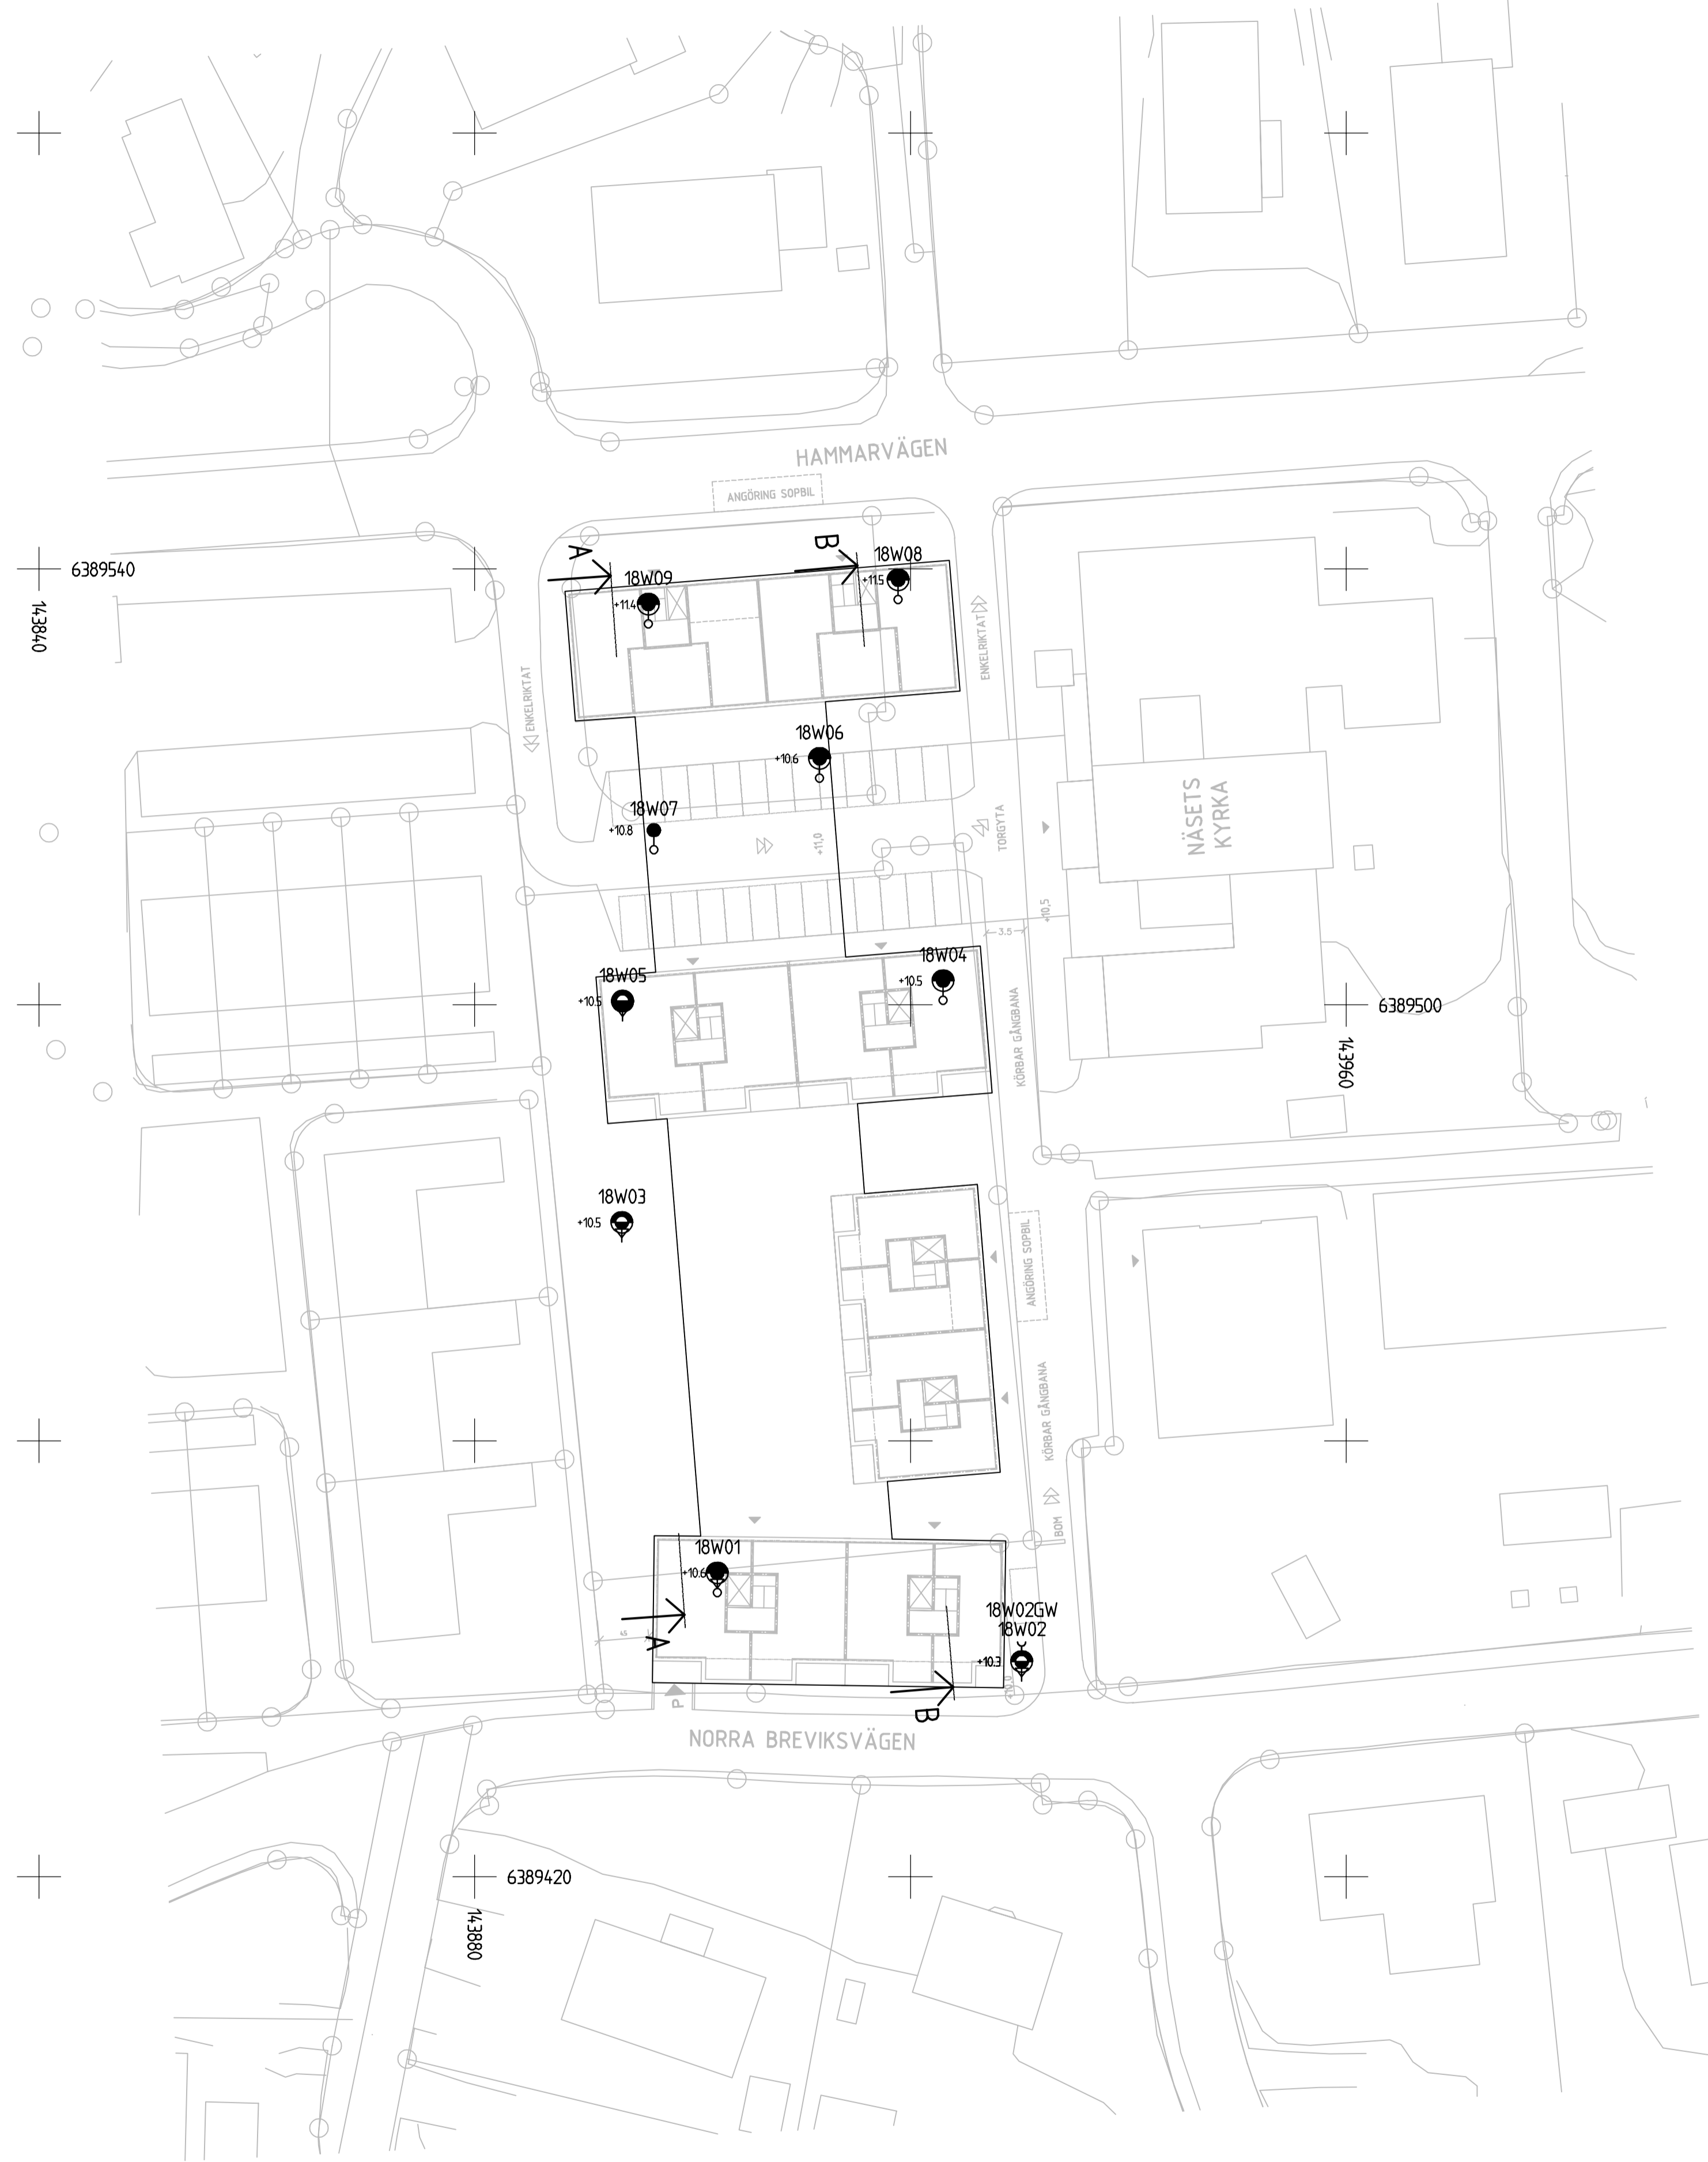 HAMMARVÄGEN
ANGÖRING SOPBIL
A
B
18W08
+11.5
6389540
18W09
+11.4
143840
ENKELRIKTAT
ENKELRIKTAT
18W06
+10.6
18W07
+10.8
+11,0
TORGYTA
NÄSETS
KYRKA
+10,5
3.5
18W04
+10.5
18W05
+10.5
6389500
143960
KÖRBAR GÅNGBANA
18W03
+10.5
ANGÖRING SOPBIL
KÖRBAR GÅNGBANA
BOM
18W01
+10.6
18W02GW
18W02
+10.3
A
B
P
NORRA BREVIKSVÄGEN
6389420
143880